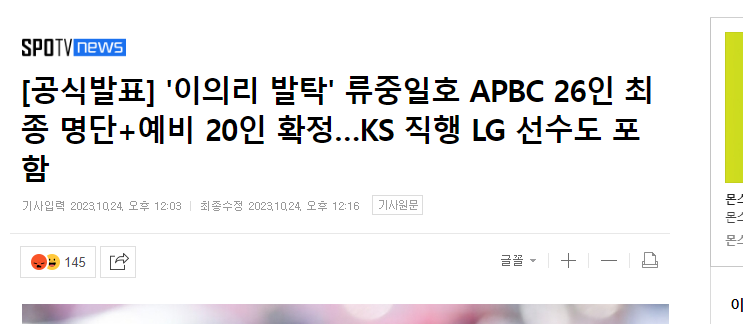 SPOTV news
[공식발표] '이의리 발탁' 류중일호 APBC 26인 최
종 명단+예비 20인 확정…KS 직행 LG 선수도 포
함
기사입력 2023.10.24. 오후 12:03 최종수정 2023.10.24. 오후 12:16 기사원문
145 글꼴
몬스
몬스
몬스
이